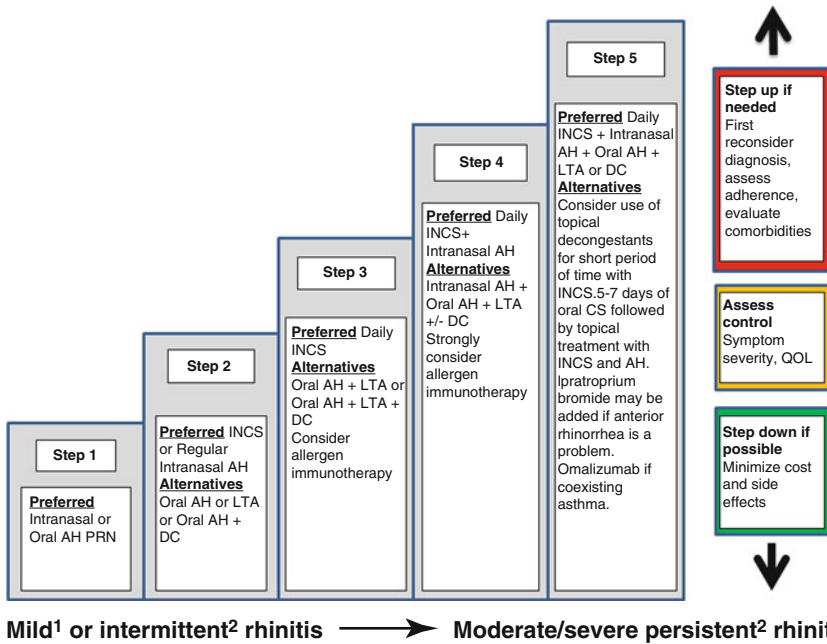 Step 1
Preferred
Intranasal or
Oral AH PRN
Step 2
Preferred INCS
or Regular
Intranasal AH
Alternatives
Oral AH or LTA
or Oral AH +
DC
Step 3
Preferred Daily
INCS
Alternatives
Oral AH + LTA or
Oral AH + LTA +
DC
Consider
allergen
immunotherapy
Step 4
Preferred Daily
INCS+
Intranasal AH
Alternatives
Intranasal AH +
Oral AH + LTA
+/- DC
Strongly
consider
allergen
immunotherapy
Step 5
Preferred Daily
INCS + Intranasal
AH + Oral AH +
LTA or DC
Alternatives
Consider use of
topical
decongestants
for short period
of time with
INCS.5-7 days of
oral CS followed
by topical
treatment with
INCS and AH.
Ipratroprium
bromide may be
added if anterior
rhinorrhea is a
problem.
Omalizumab if
coexisting
asthma.
Step up if
needed
First
reconsider
diagnosis,
assess
adherence,
evaluate
comorbidities
Assess
control
Symptom
severity, QOL
Step down if
possible
Minimize cost
and side
effects
Mild¹ or intermittent² rhinitis Moderate/severe persistent² rhinit